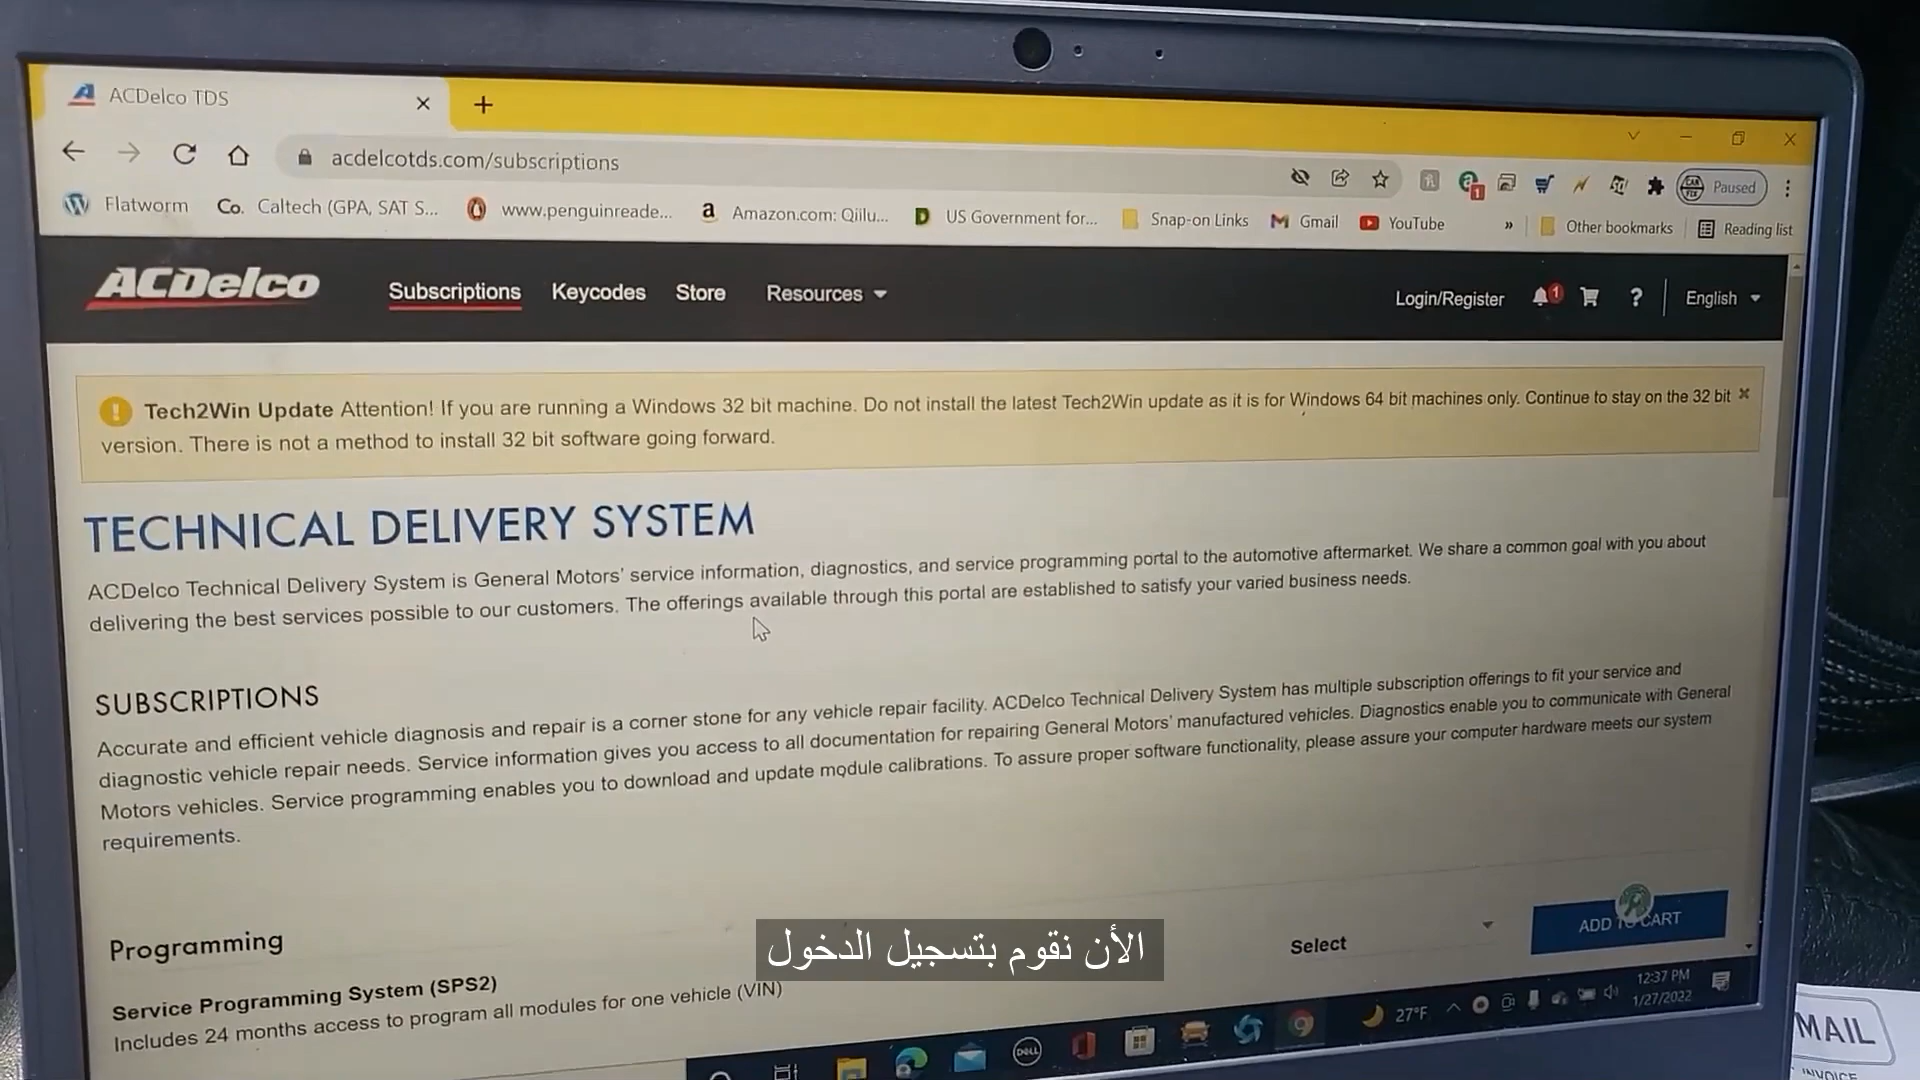 ACDelco TDS
acdelcotds.com/subscriptions
Paused
Flatworm Co. Caltech (GPA, SAT S... www.penguinreade... Amazon.com: Qiilu... US Government for... Snap-on Links Gmail YouTube » Other bookmarks Reading list
ACDelco Subscriptions Keycodes Store Resources Login/Register 1 ? English
Tech2Win Update Attention! If you are running a Windows 32 bit machine. Do not install the latest Tech2Win update as it is for Windows 64 bit machines only. Continue to stay on the 32 bit
version. There is not a method to install 32 bit software going forward.
TECHNICAL DELIVERY SYSTEM
ACDelco Technical Delivery System is General Motors' service information, diagnostics, and service programming portal to the automotive aftermarket. We share a common goal with you about
delivering the best services possible to our customers. The offerings available through this portal are established to satisfy your varied business needs.
SUBSCRIPTIONS
Accurate and efficient vehicle diagnosis and repair is a corner stone for any vehicle repair facility. ACDelco Technical Delivery System has multiple subscription offerings to fit your service and
diagnostic vehicle repair needs. Service information gives you access to all documentation for repairing General Motors' manufactured vehicles. Diagnostics enable you to communicate with General
Motors vehicles. Service programming enables you to download and update module calibrations. To assure proper software functionality, please assure your computer hardware meets our system
requirements.
Programming
Select
ADD TO CART
الأن نقوم بتسجيل الدخول
Service Programming System (SPS2)
Includes 24 months access to program all modules for one vehicle (VIN)
DELL
27°F
12:37 PM
1/27/2022
MAIL
INVOICE